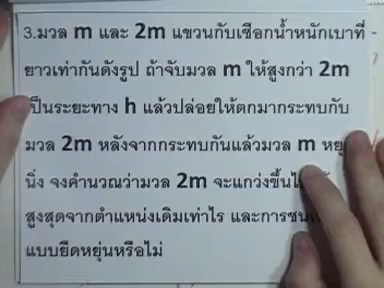 3.มวล m และ 2m แขวนกับเชือกน้ำหนักเบาที่
ยาวเท่ากันดังรูป ถ้าจับมวล m ให้สูงกว่า 2m
เป็นระยะทาง h แล้วปล่อยให้ตกมากระทบกับ
มวล 2m หลังจากกระทบกันแล้วมวล m
นิ่ง จงคำนวณว่ามวล 2m จะแกว่งขึ้น
สูงสุดจากตำแหน่งเดิมเท่าไร และการ
แบบยืดหยุ่นหรือไม่